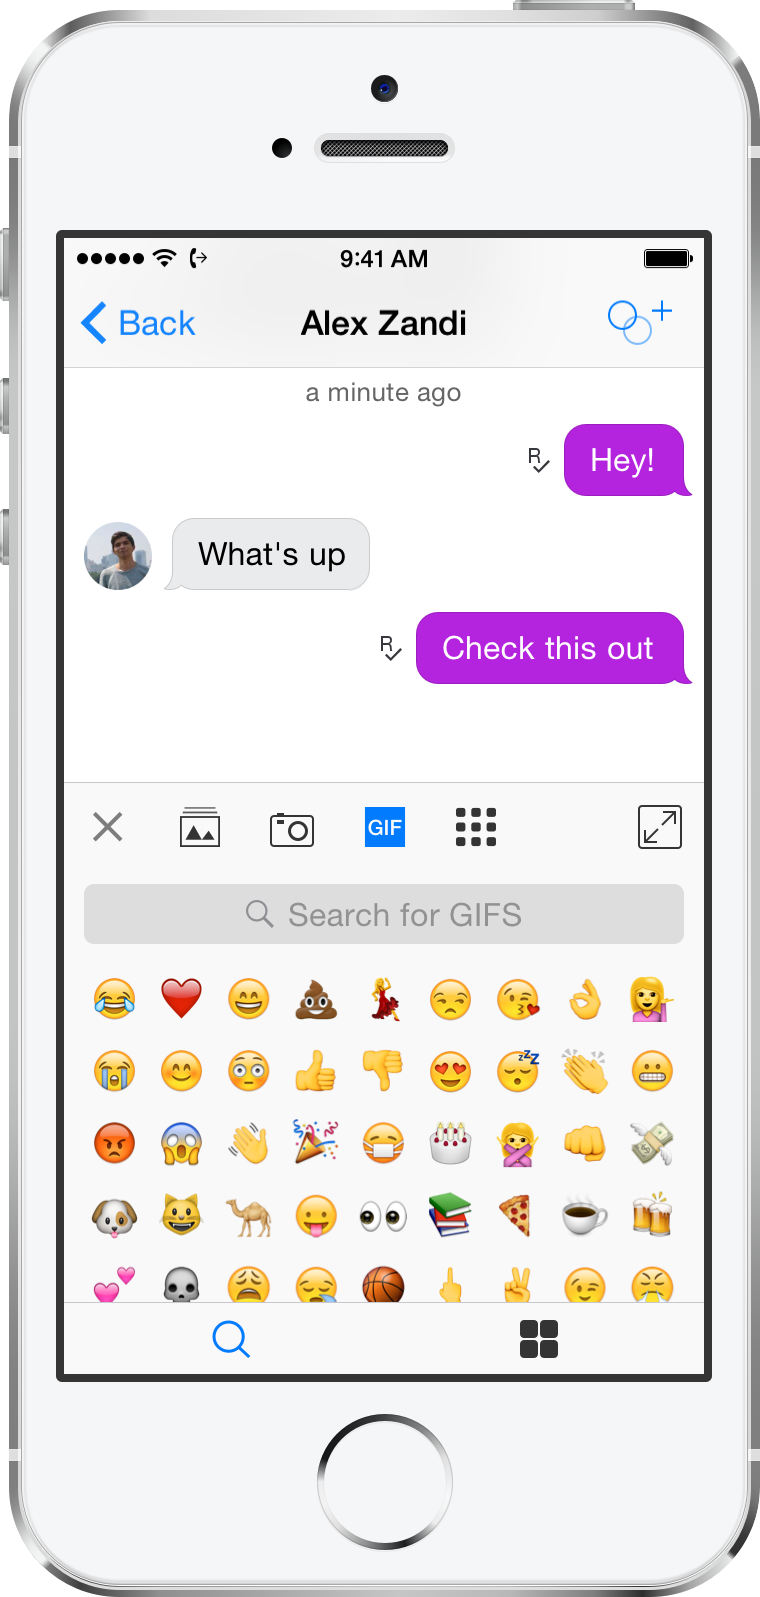 9:41 AM
Back
Alex Zandi
a minute ago
R
Hey!
What's up
R
Check this out
GIF
Search for GIFS